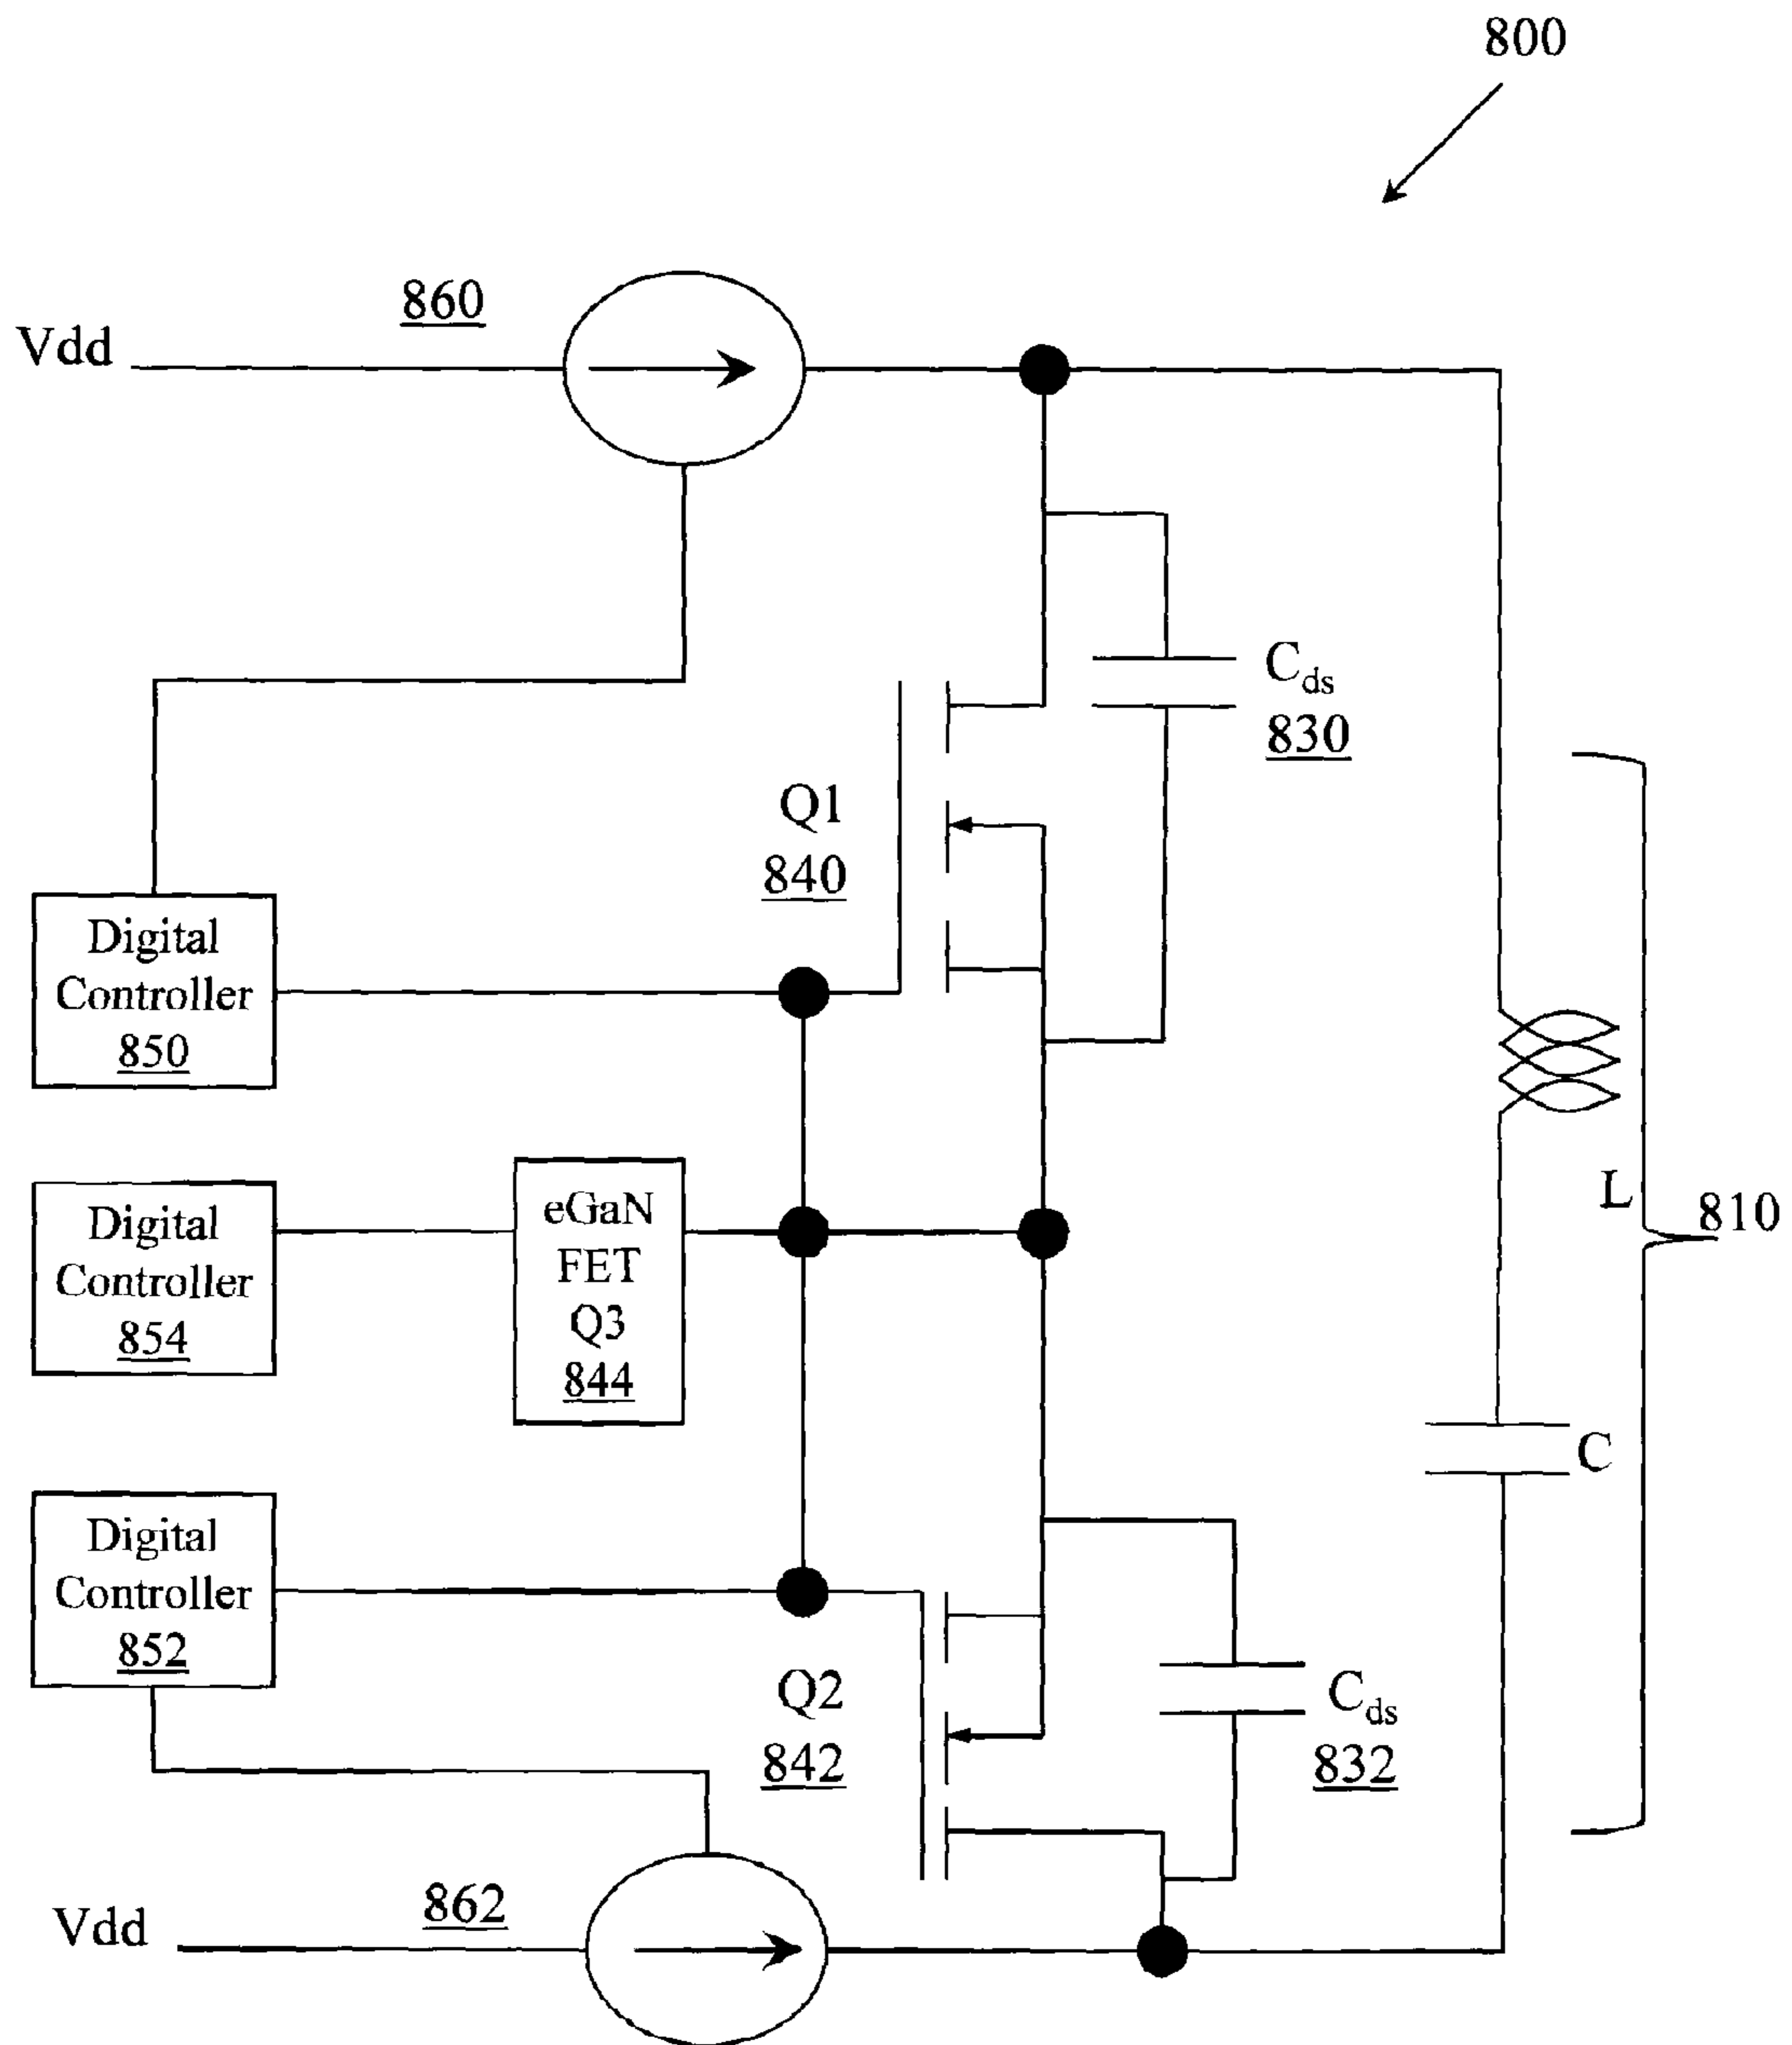 800
860
Vdd
Cds
830
Q1
840
Digital
Controller
850
eGaN
FET
Q3
844
Digital
Controller
854
L
810
C
Digital
Controller
852
Q2
842
Cds
832
862
Vdd